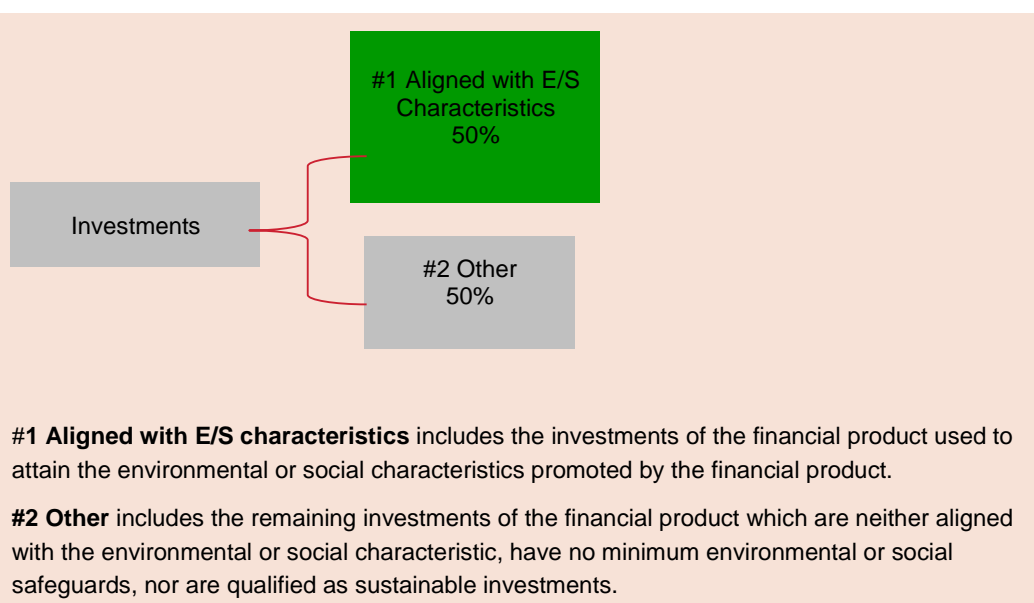 #1 Aligned with E/S
Characteristics
50%
Investments
#2 Other
50%
#1 Aligned with E/S characteristics includes the investments of the financial product used to
attain the environmental or social characteristics promoted by the financial product.
#2 Other includes the remaining investments of the financial product which are neither aligned
with the environmental or social characteristic, have no minimum environmental or social
safeguards, nor are qualified as sustainable investments.